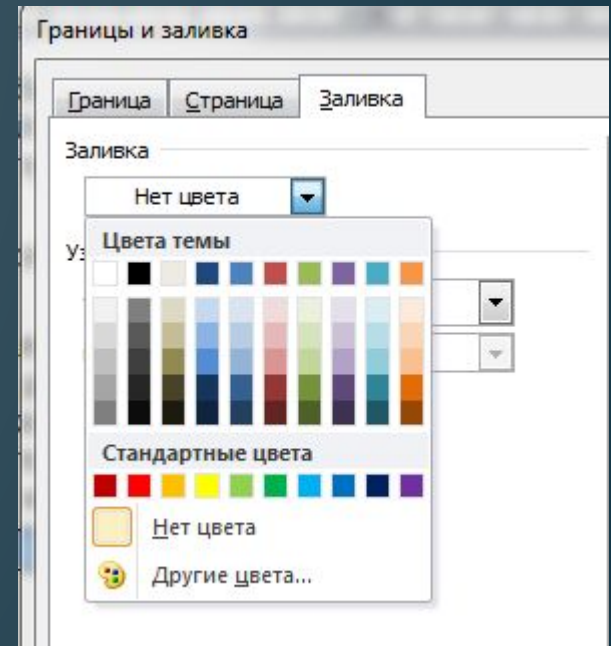 Границы и заливка
Граница Страница Заливка
Заливка
Нет цвета
Цвета темы
Стандартные цвета
Нет цвета
Другие цвета...